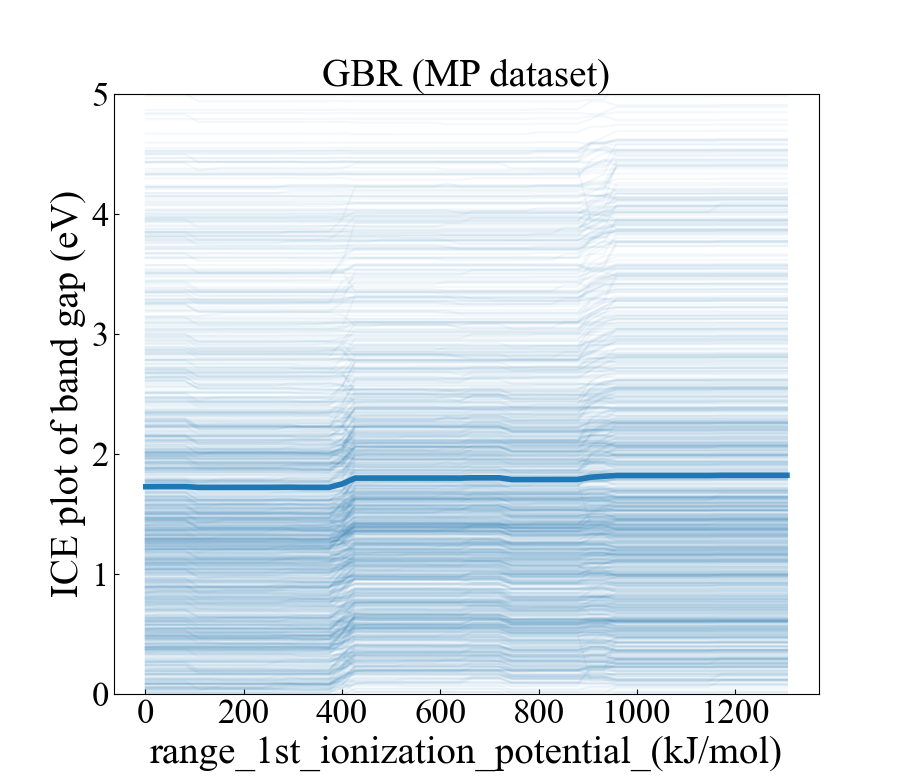 GBR (MP dataset)
ICE plot of band gap (eV)
5
4
3
2
1
0
0 200 400 600 800 1000 1200
range_1st_ionization_potential_(kJ/mol)